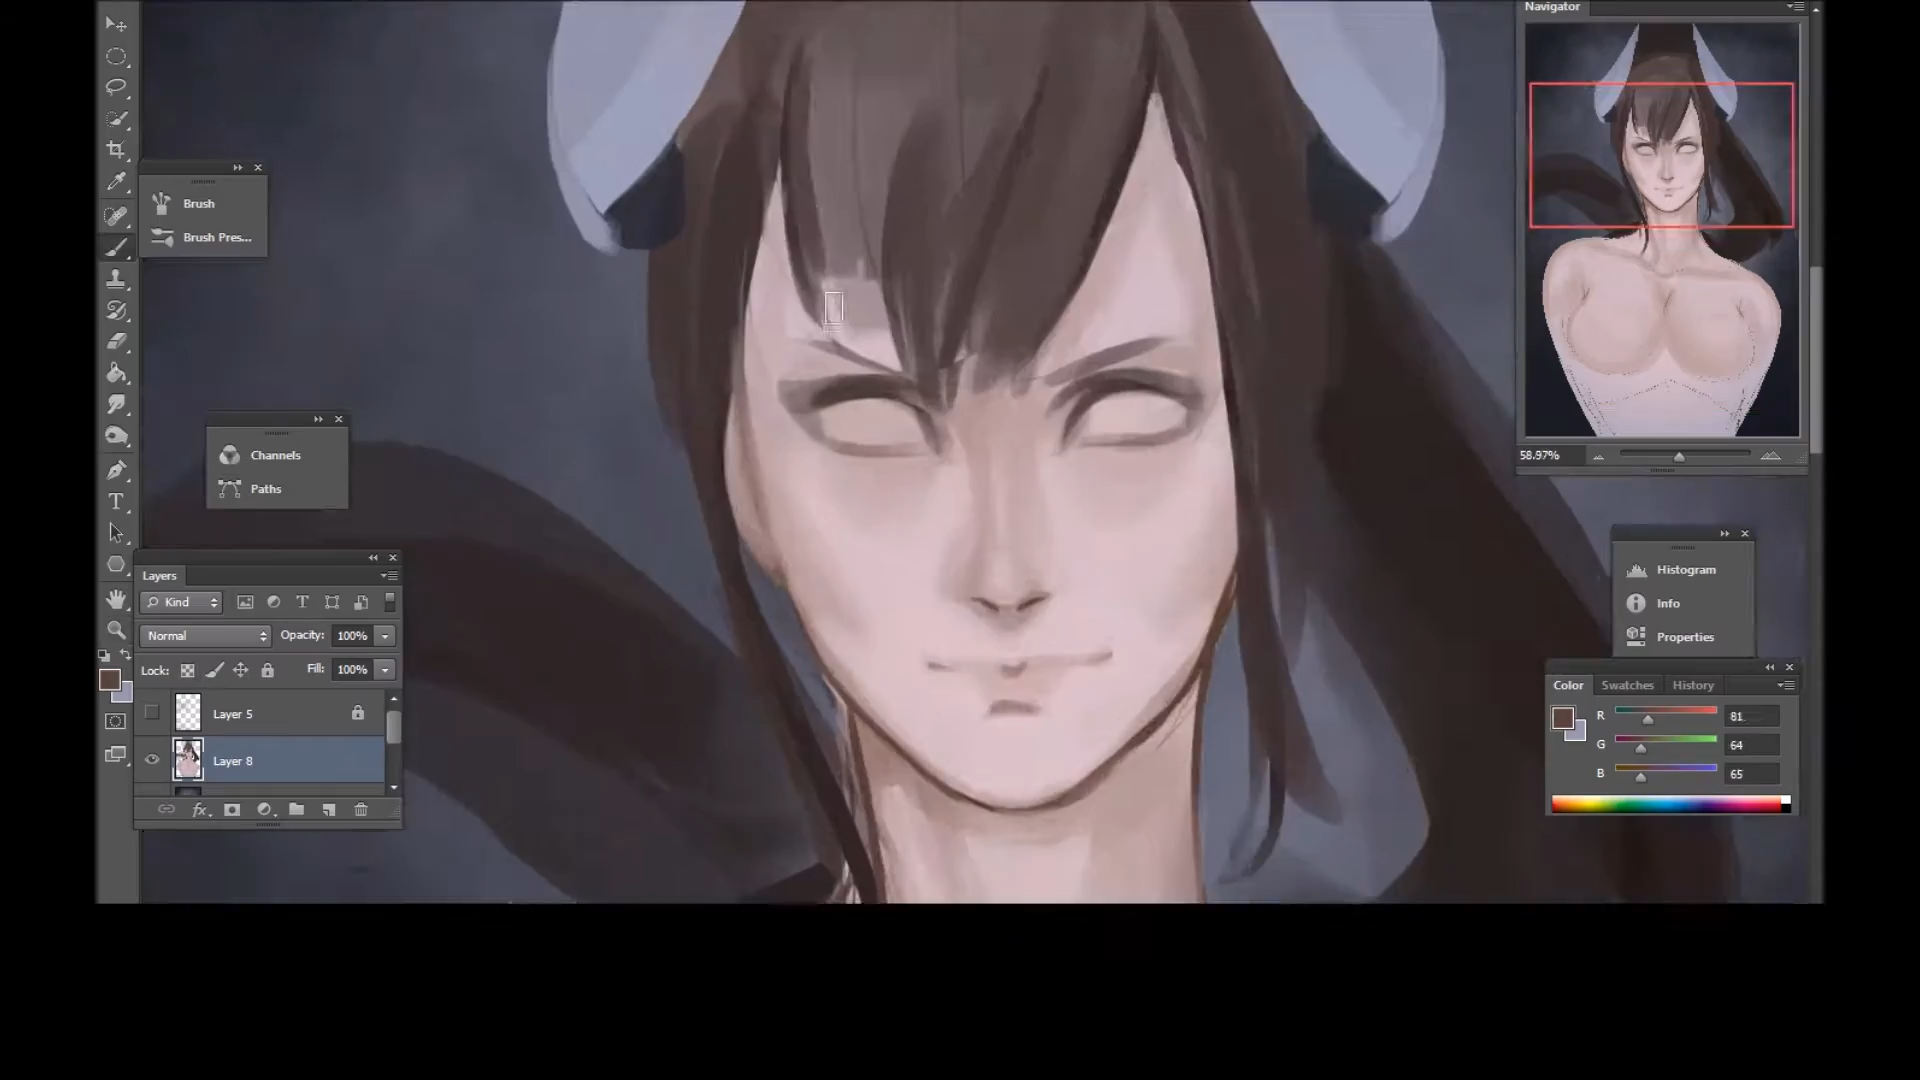 Navigator
Brush
Brush Pres...
58.97%
Channels
Paths
Histogram
Info
Properties
Layers
Kind
Normal
Opacity: 100%
Lock:
Fill: 100%
Layer 5
Layer 8
fx
Color
Swatches
History
R 81
G 64
B 65